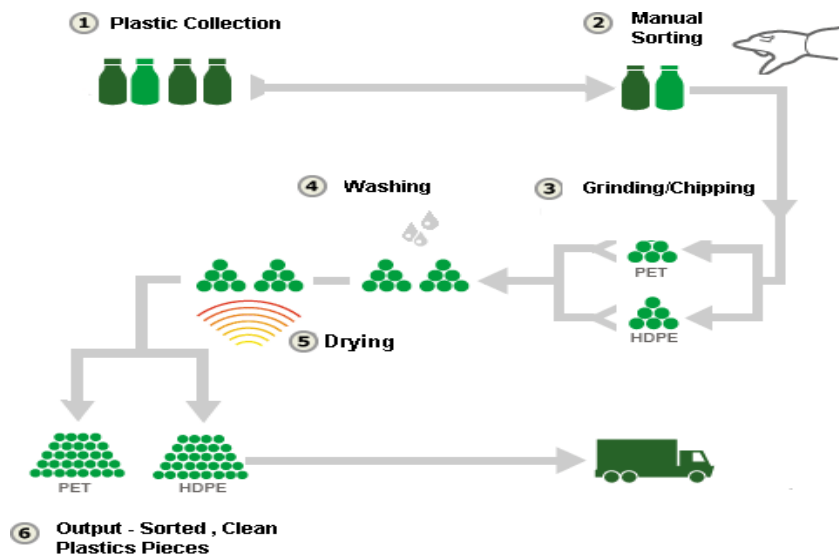 1 Plastic Collection
2 Manual
Sorting
3 Grinding/Chipping
PET
HDPE
4 Washing
5 Drying
PET
HDPE
6 Output - Sorted , Clean
Plastics Pieces